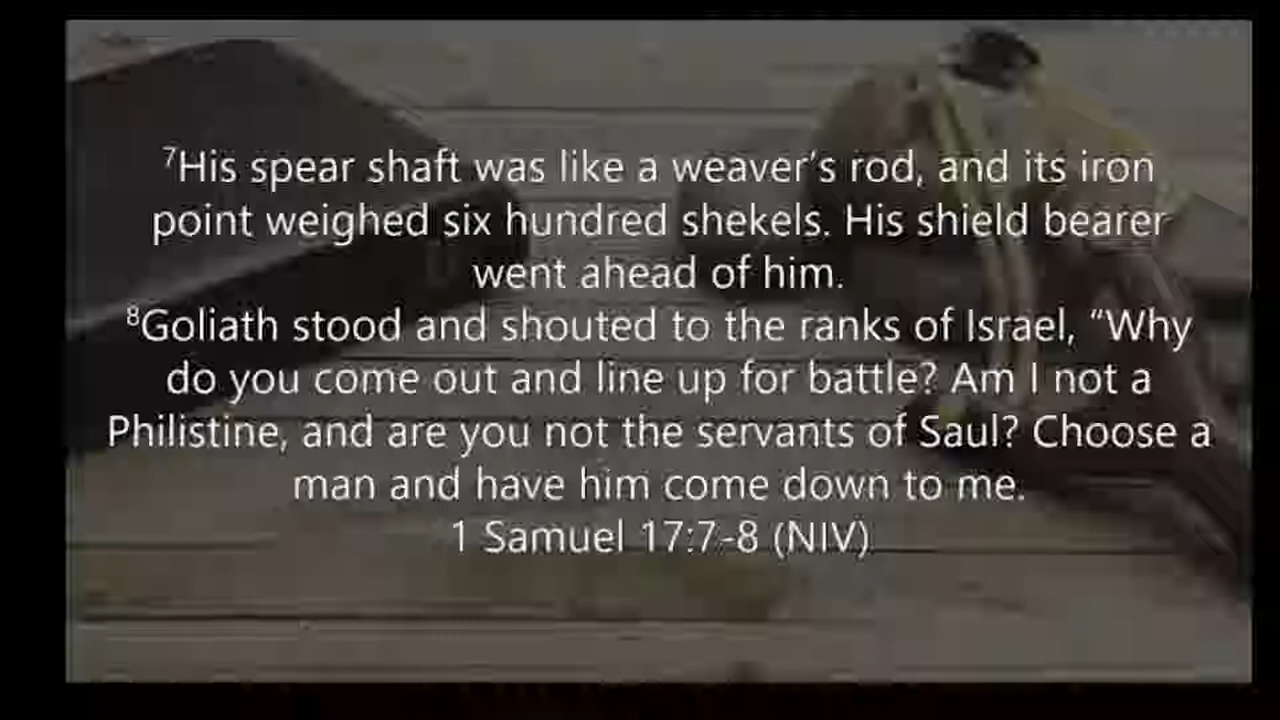 ⁷His spear shaft was like a weaver's rod, and its iron
point weighed six hundred shekels. His shield bearer
went ahead of him.
⁸Goliath stood and shouted to the ranks of Israel, “Why
do you come out and line up for battle? Am I not a
Philistine, and are you not the servants of Saul? Choose a
man and have him come down to me.
1 Samuel 17:7-8 (NIV)